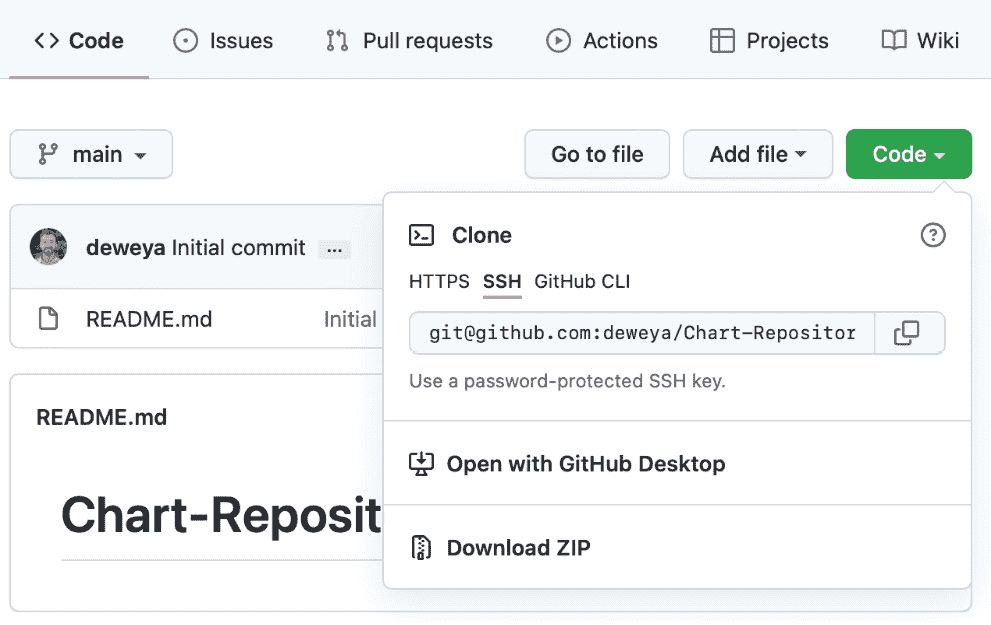 Code Issues Pull requests Actions Projects Wiki
main Go to file Add file Code
deweya Initial commit ...
README.md Initial
Clone
HTTPS SSH GitHub CLI
git@github.com:deweya/Chart-Repositor
Use a password-protected SSH key.
Open with GitHub Desktop
Download ZIP
README.md
Chart-Reposit